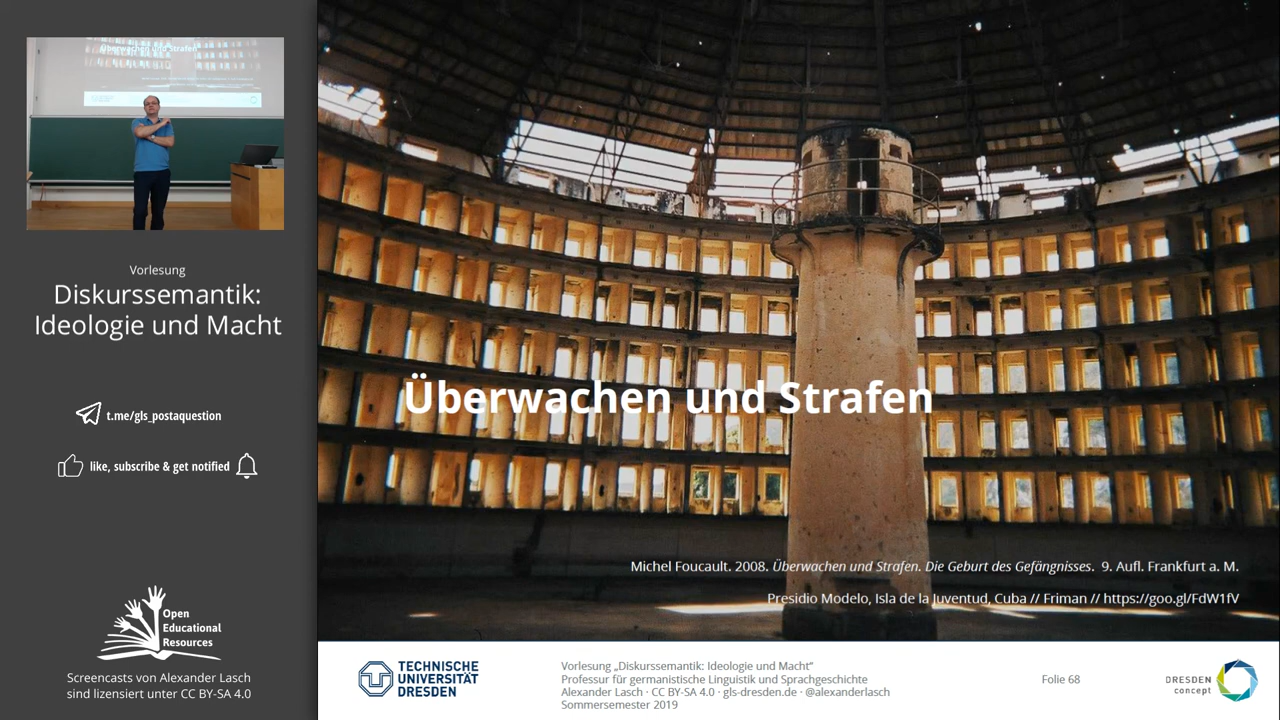 Überwachen und Strafen
Vorlesung
Diskurssemantik:
Ideologie und Macht
t.me/gls_postaquestion
like, subscribe & get notified
Open
Educational
Resources
Screencasts von Alexander Lasch
sind lizensiert unter CC BY-SA 4.0
Überwachen und Strafen
Michel Foucault. 2008. Überwachen und Strafen. Die Geburt des Gefängnisses. 9. Aufl. Frankfurt a. M.
Presidio Modelo, Isla de la Juventud, Cuba // Friman // https://goo.gl/FdW1fV
TECHNISCHE
UNIVERSITÄT
DRESDEN
Vorlesung „Diskurssemantik: Ideologie und Macht“
Professur für germanistische Linguistik und Sprachgeschichte
Alexander Lasch · CC BY-SA 4.0 · gls-dresden.de · @alexanderlasch
Sommersemester 2019
Folie 68
DRESDEN
concept